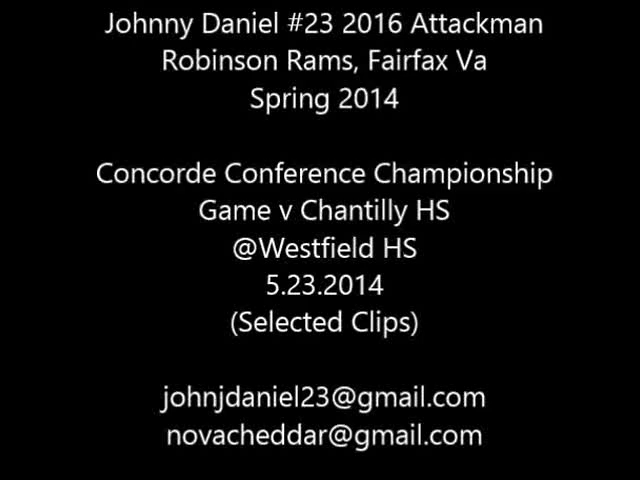 Johnny Daniel #23 2016 Attackman
Robinson Rams, Fairfax Va
Spring 2014
Concorde Conference Championship
Game v Chantilly HS
@Westfield HS
5.23.2014
(Selected Clips)
johnjdaniel23@gmail.com
novacheddar@gmail.com